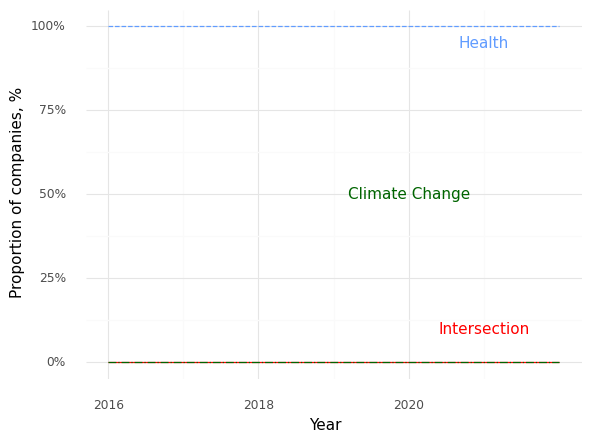 100%
Health
75%
Proportion of companies, %
50%
Climate Change
25%
Intersection
0%
2016
2018
2020
Year